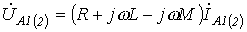 U̇_{A1(2)} = (R + jωL − jωM) İ_{A1(2)}